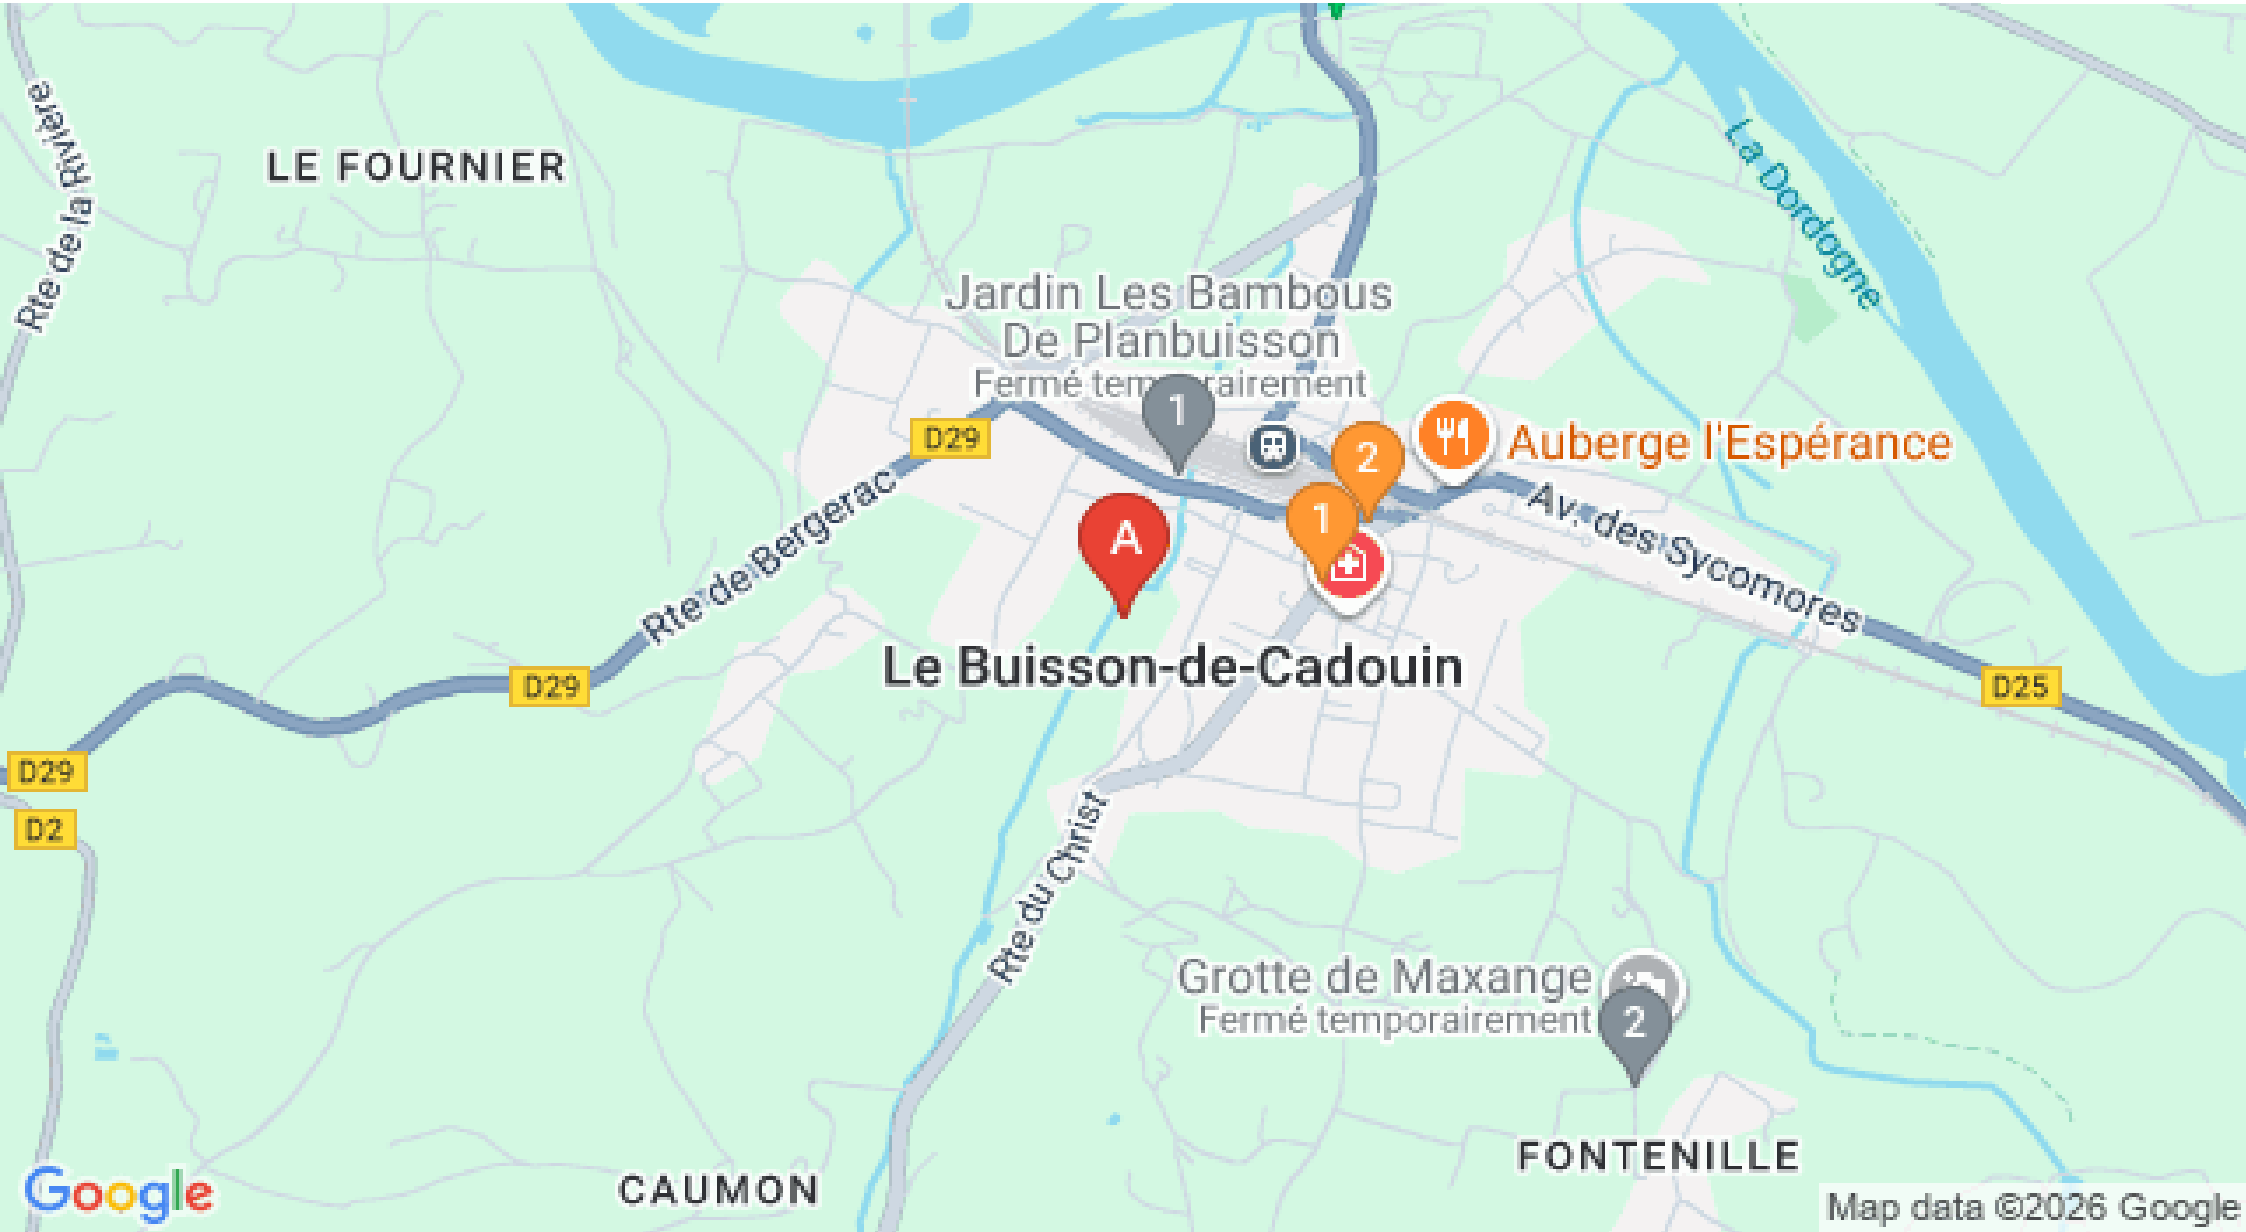 Rte de la Rivière
LE FOURNIER
La Dordogne
Jardin Les Bambous
De Planbuisson
Fermé temporairement
1
D29
2
Auberge l'Espérance
Rte de Bergerac
A
1
Av. des Sycomores
Le Buisson-de-Cadouin
D29
D25
D29
D2
Rte du Christ
Grotte de Maxange
Fermé temporairement
2
FONTENILLE
CAUMON
Google
Map data ©2026 Google